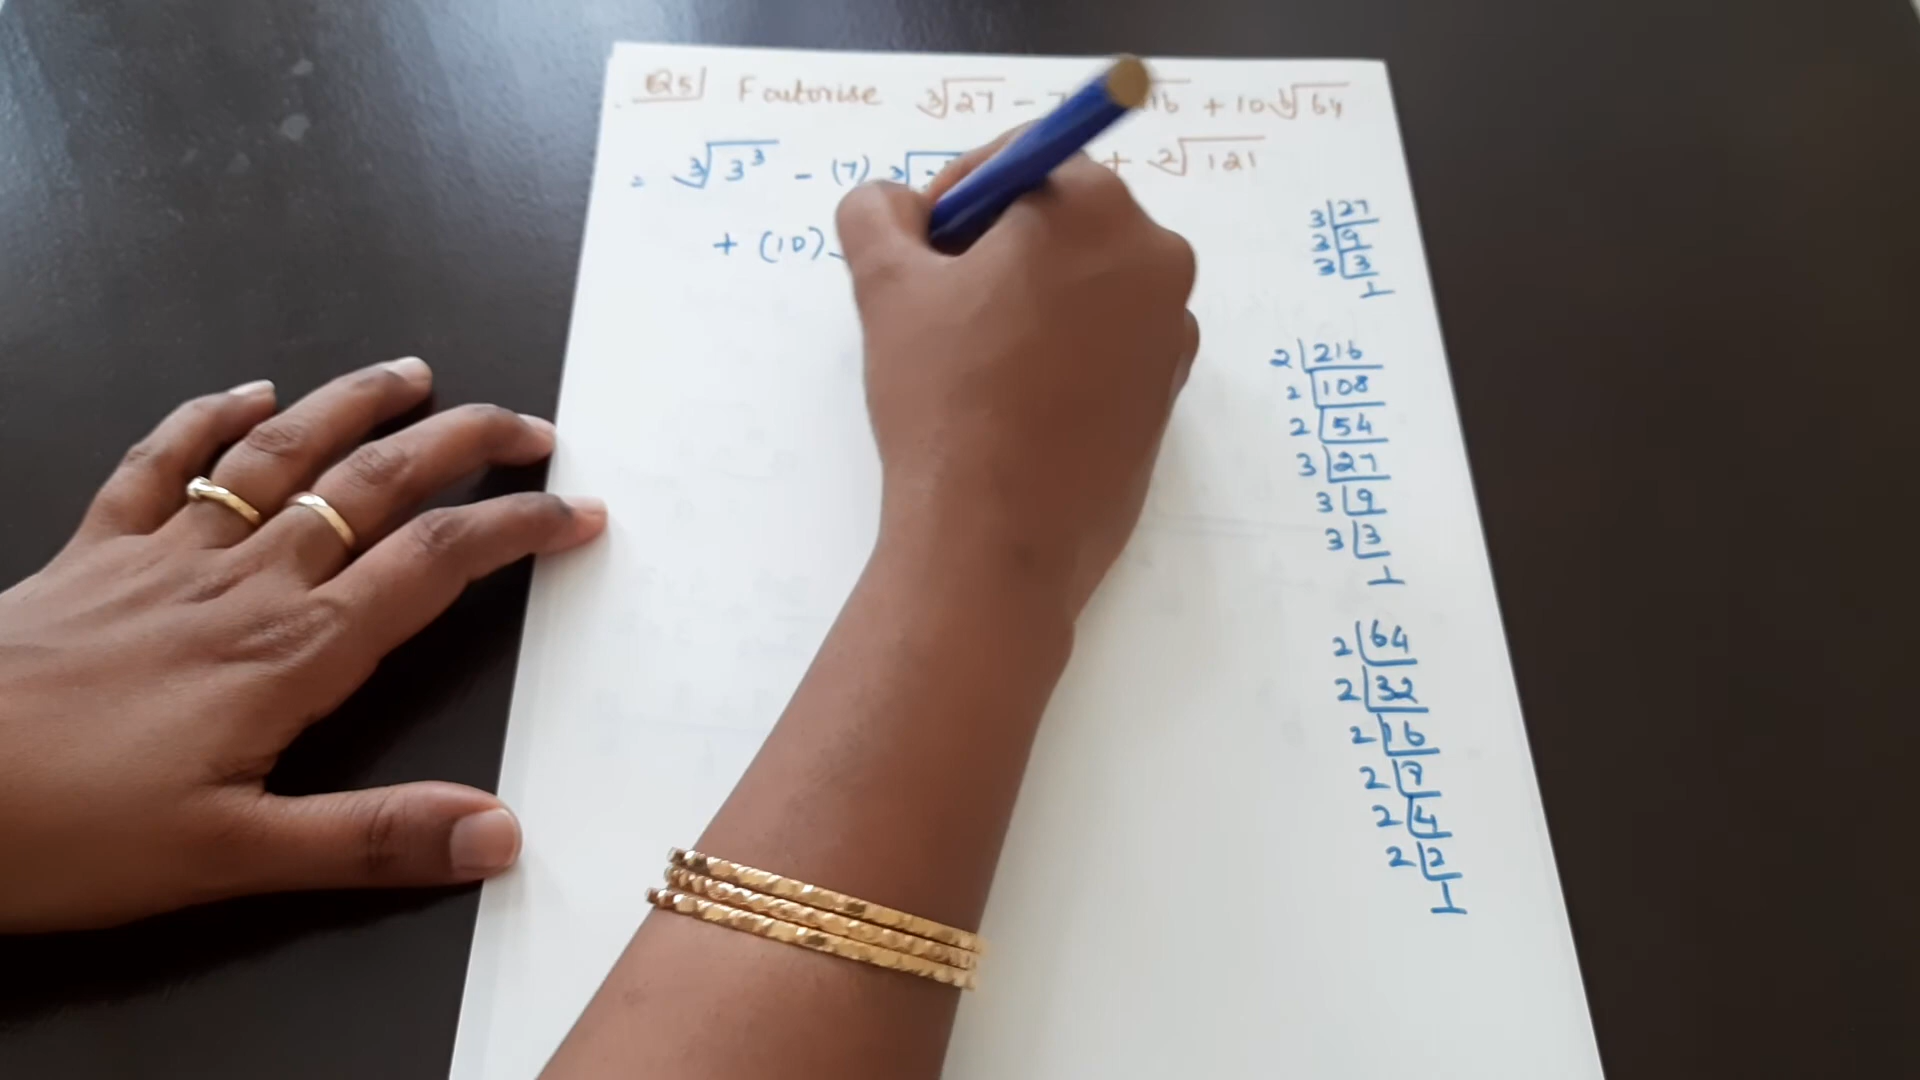 Q5 Factorise ∛27 - 7 16 + 10 ⁶√64
+ ²√121
= ∛3³ - (7) ∛
+ (10)
3 | 27
3 | 9
3 | 3
1
2 | 216
2 | 108
2 | 54
3 | 27
3 | 9
3 | 3
1
2 | 64
2 | 32
2 | 16
2 | 8
2 | 4
2 | 2
1